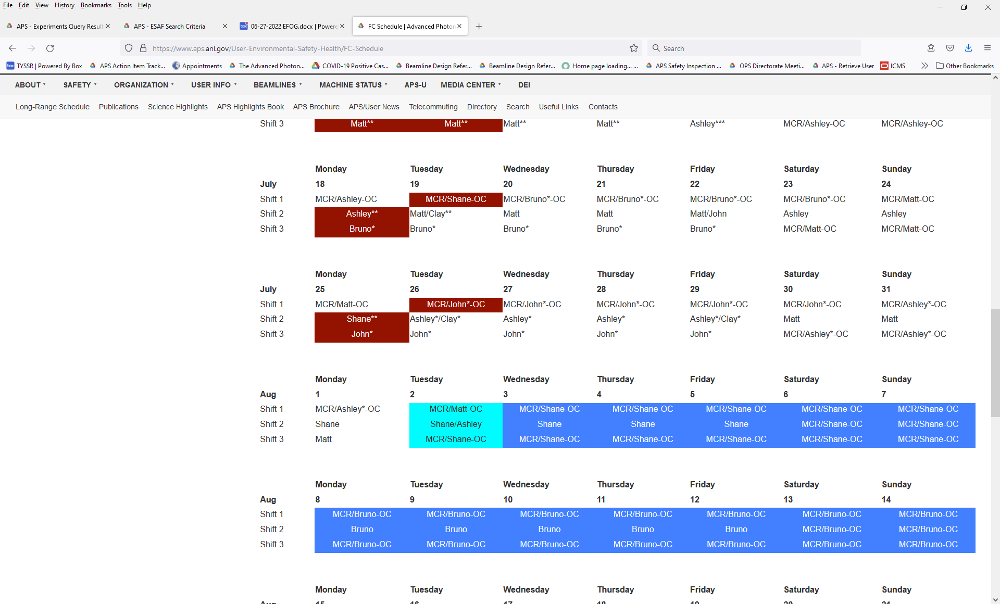 File Edit View History Bookmarks Tools Help
APS - Experiments Query Result APS - ESAF Search Criteria 06-27-2022 EFOG.docx | Powere FC Schedule | Advanced Photon
https://www.aps.anl.gov/User-Environmental-Safety-Health/FC-Schedule Search
TYSSR | Powered By Box APS Action Item Track... Appointments The Advanced Photon... COVID-19 Positive Cas... Beamline Design Refer... Beamline Design Refer... Home page loading... ... APS Safety Inspection ... OPS Directorate Meeti... APS - Retrieve User ICMS Other Bookmarks
ABOUT SAFETY ORGANIZATION USER INFO BEAMLINES MACHINE STATUS APS-U MEDIA CENTER DEI
Long-Range Schedule Publications Science Highlights APS Highlights Book APS Brochure APS/User News Telecommuting Directory Search Useful Links Contacts
Shift 3 Matt** Matt** Matt** Matt** Ashley*** MCR/Ashley-OC MCR/Ashley-OC
Monday Tuesday Wednesday Thursday Friday Saturday Sunday
July 18 19 20 21 22 23 24
Shift 1 MCR/Ashley-OC MCR/Shane-OC MCR/Bruno*-OC MCR/Bruno*-OC MCR/Bruno*-OC MCR/Bruno*-OC MCR/Matt-OC
Shift 2 Ashley** Matt/Clay** Matt Matt Matt/John Ashley Ashley
Shift 3 Bruno* Bruno* Bruno* Bruno* Bruno* MCR/Matt-OC MCR/Matt-OC
Monday Tuesday Wednesday Thursday Friday Saturday Sunday
July 25 26 27 28 29 30 31
Shift 1 MCR/Matt-OC MCR/John*-OC MCR/John*-OC MCR/John*-OC MCR/John*-OC MCR/John*-OC MCR/Ashley*-OC
Shift 2 Shane** Ashley*/Clay* Ashley* Ashley* Ashley*/Clay* Matt Matt
Shift 3 John* John* John* John* John* MCR/Ashley*-OC MCR/Ashley*-OC
Monday Tuesday Wednesday Thursday Friday Saturday Sunday
Aug 1 2 3 4 5 6 7
Shift 1 MCR/Ashley*-OC MCR/Matt-OC MCR/Shane-OC MCR/Shane-OC MCR/Shane-OC MCR/Shane-OC MCR/Shane-OC
Shift 2 Shane Shane/Ashley Shane Shane Shane MCR/Shane-OC MCR/Shane-OC
Shift 3 Matt MCR/Shane-OC MCR/Shane-OC MCR/Shane-OC MCR/Shane-OC MCR/Shane-OC MCR/Shane-OC
Monday Tuesday Wednesday Thursday Friday Saturday Sunday
Aug 8 9 10 11 12 13 14
Shift 1 MCR/Bruno-OC MCR/Bruno-OC MCR/Bruno-OC MCR/Bruno-OC MCR/Bruno-OC MCR/Bruno-OC MCR/Bruno-OC
Shift 2 Bruno Bruno Bruno Bruno Bruno MCR/Bruno-OC MCR/Bruno-OC
Shift 3 MCR/Bruno-OC MCR/Bruno-OC MCR/Bruno-OC MCR/Bruno-OC MCR/Bruno-OC MCR/Bruno-OC MCR/Bruno-OC
Monday Tuesday Wednesday Thursday Friday Saturday Sunday
Aug 15 16 17 18 19 20 21